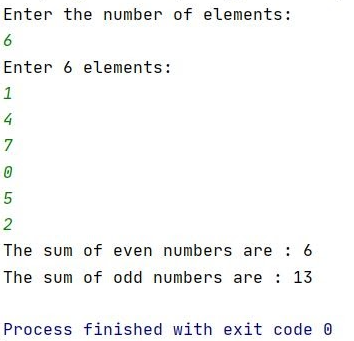 Enter the number of elements:
6
Enter 6 elements:
1
4
7
0
5
2
The sum of even numbers are : 6
The sum of odd numbers are : 13
Process finished with exit code 0